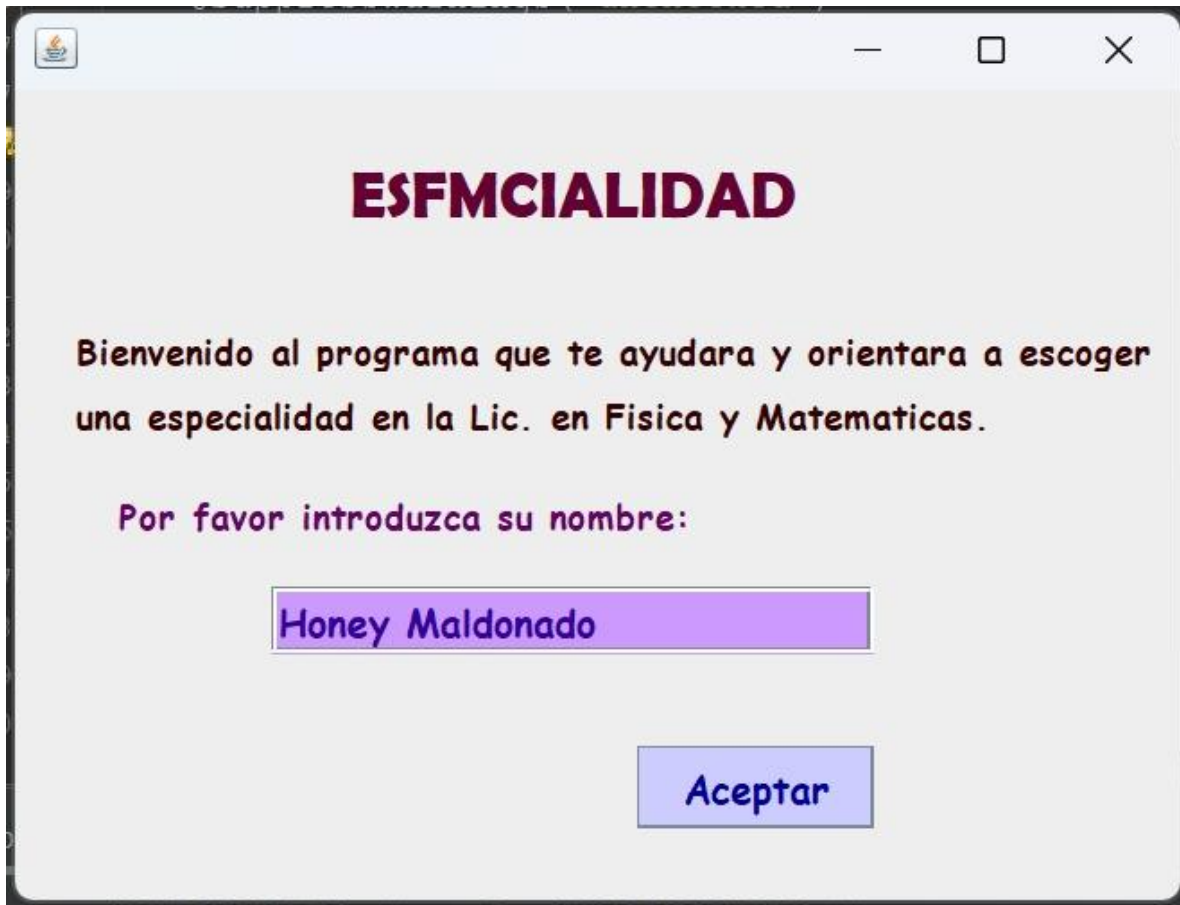 ESFMCIALIDAD
Bienvenido al programa que te ayudara y orientara a escoger
una especialidad en la Lic. en Fisica y Matematicas.
Por favor introduzca su nombre:
Honey Maldonado
Aceptar